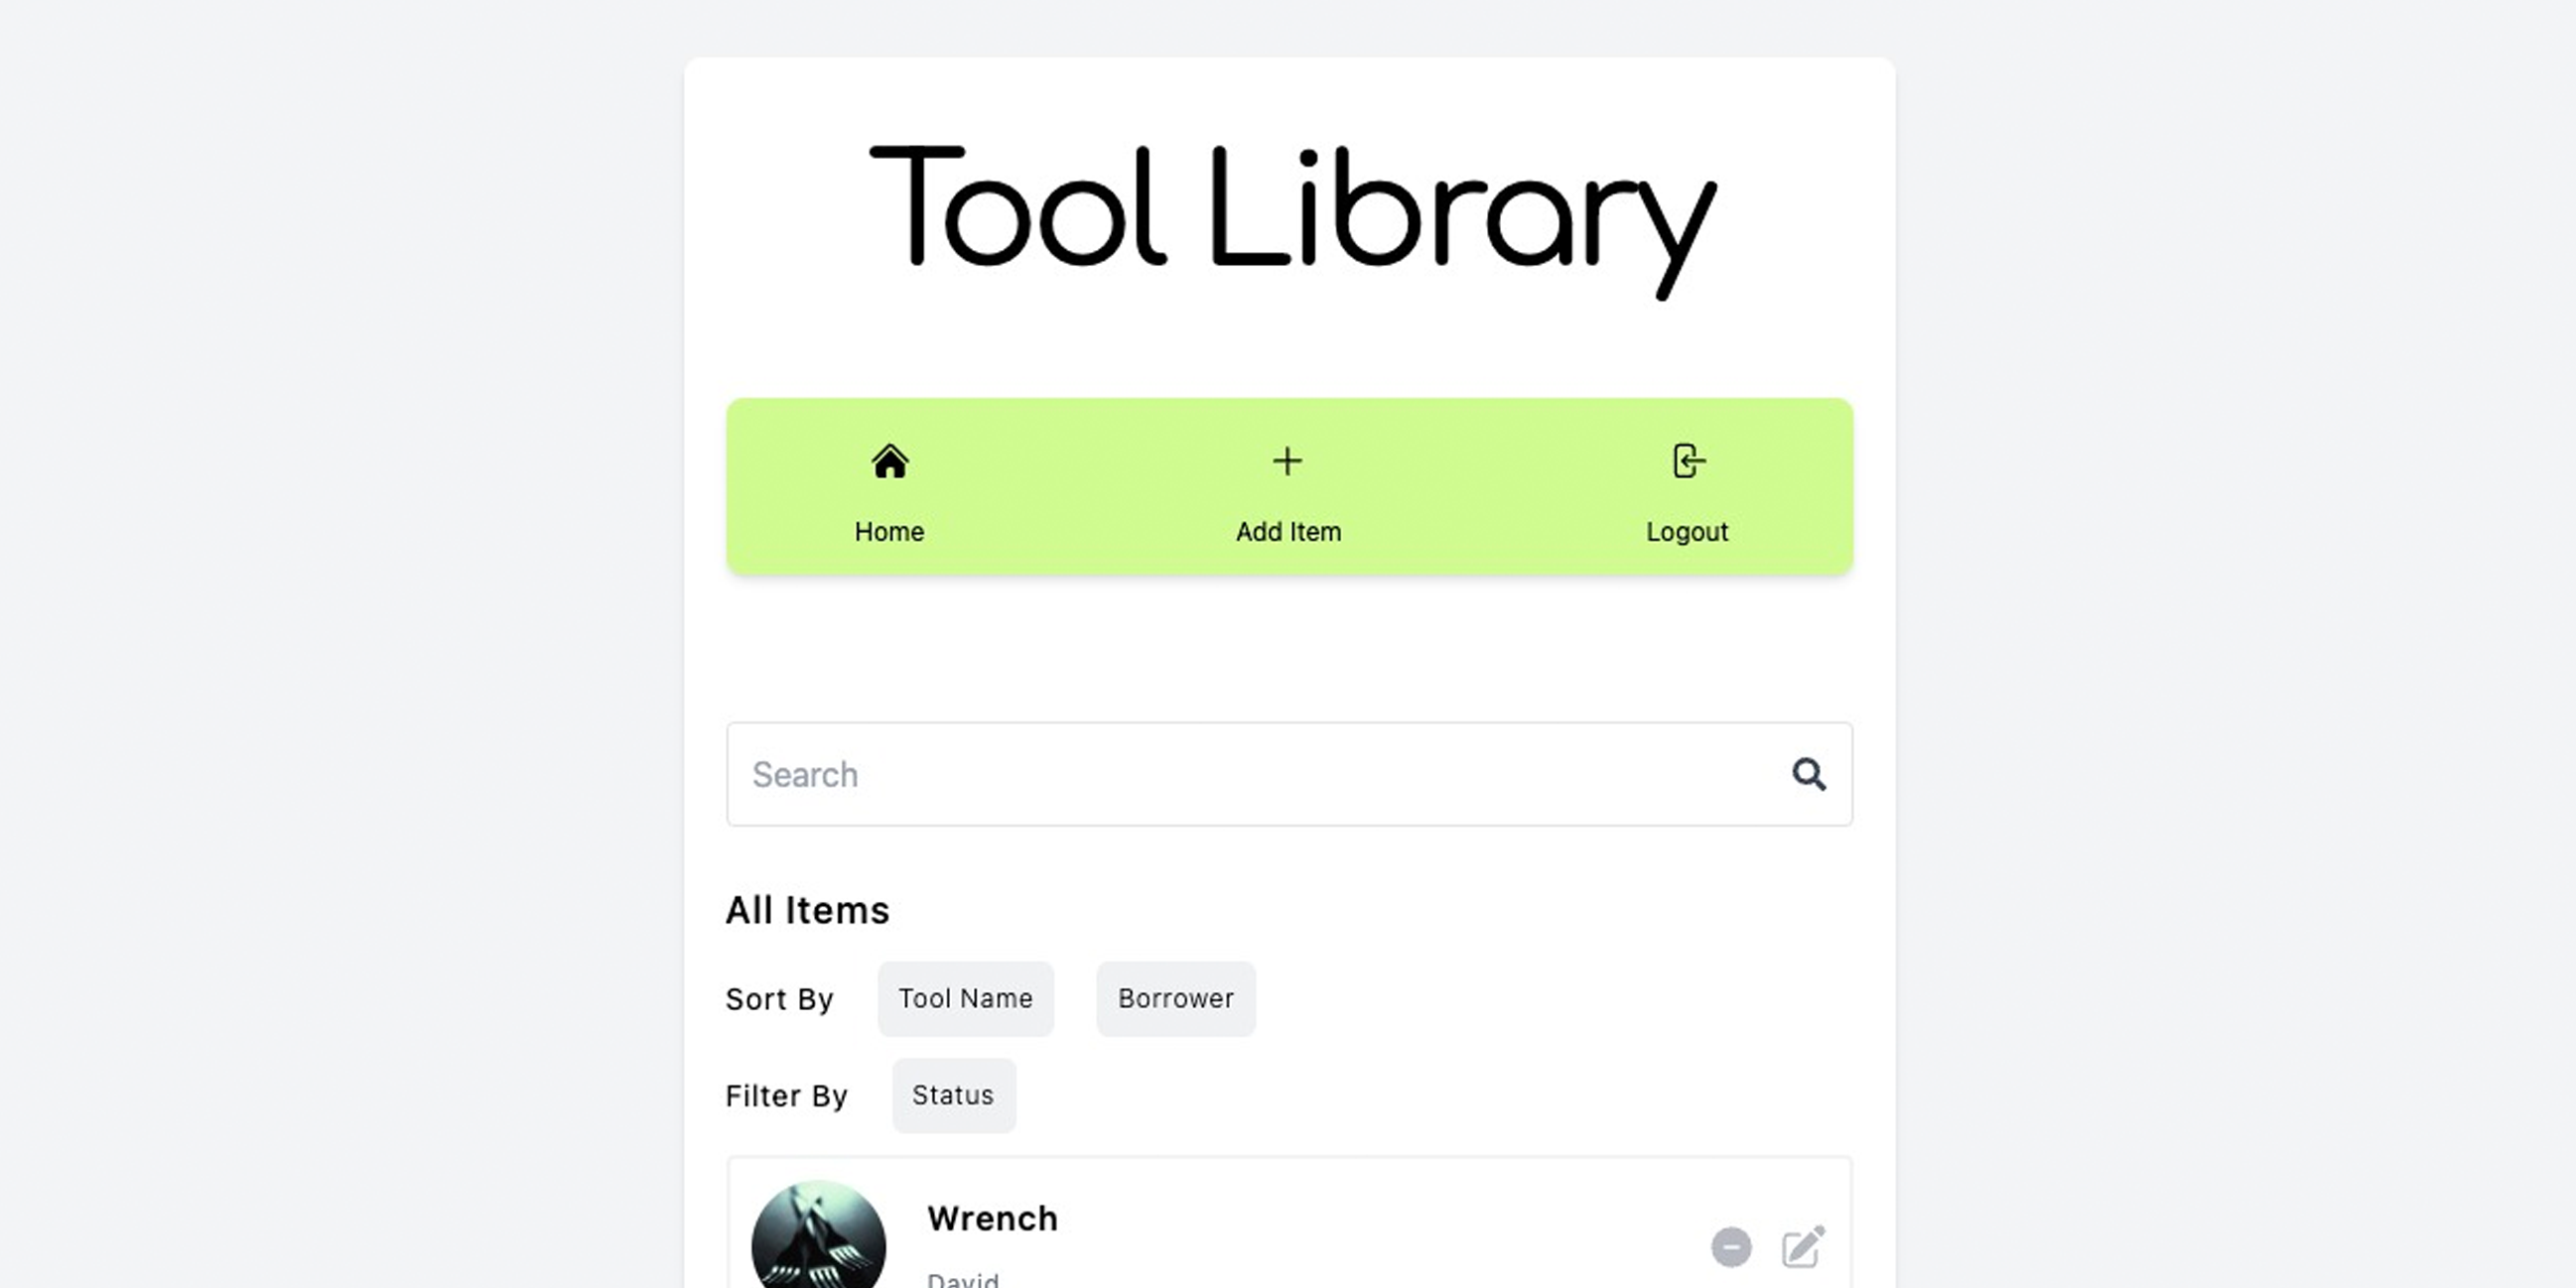 Tool Library
Home
Add Item
Logout
Search
All Items
Sort By Tool Name Borrower
Filter By Status
Wrench
David